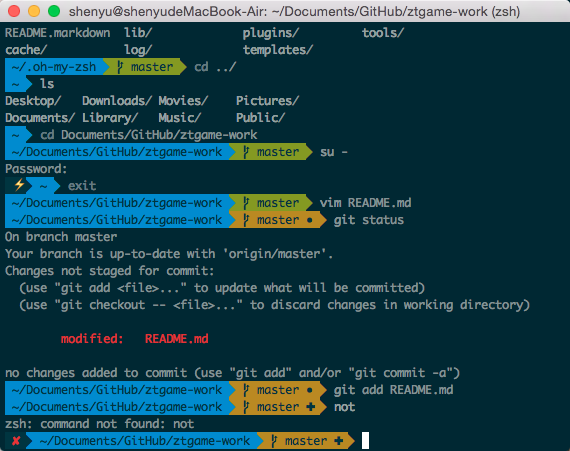 shenyu@shenyudeMacBook-Air: ~/Documents/GitHub/ztgame-work (zsh)
README.markdown lib/ plugins/ tools/
cache/ log/ templates/
~/.oh-my-zsh master cd ../
~ ls
Desktop/ Downloads/ Movies/ Pictures/
Documents/ Library/ Music/ Public/
~ cd Documents/GitHub/ztgame-work
~/Documents/GitHub/ztgame-work master su -
Password:
⚡ ~ exit
~/Documents/GitHub/ztgame-work master vim README.md
~/Documents/GitHub/ztgame-work master ● git status
On branch master
Your branch is up-to-date with 'origin/master'.
Changes not staged for commit:
(use "git add <file>..." to update what will be committed)
(use "git checkout -- <file>..." to discard changes in working directory)
modified: README.md
no changes added to commit (use "git add" and/or "git commit -a")
~/Documents/GitHub/ztgame-work master ● git add README.md
~/Documents/GitHub/ztgame-work master ✚ not
zsh: command not found: not
✘ ~/Documents/GitHub/ztgame-work master ✚